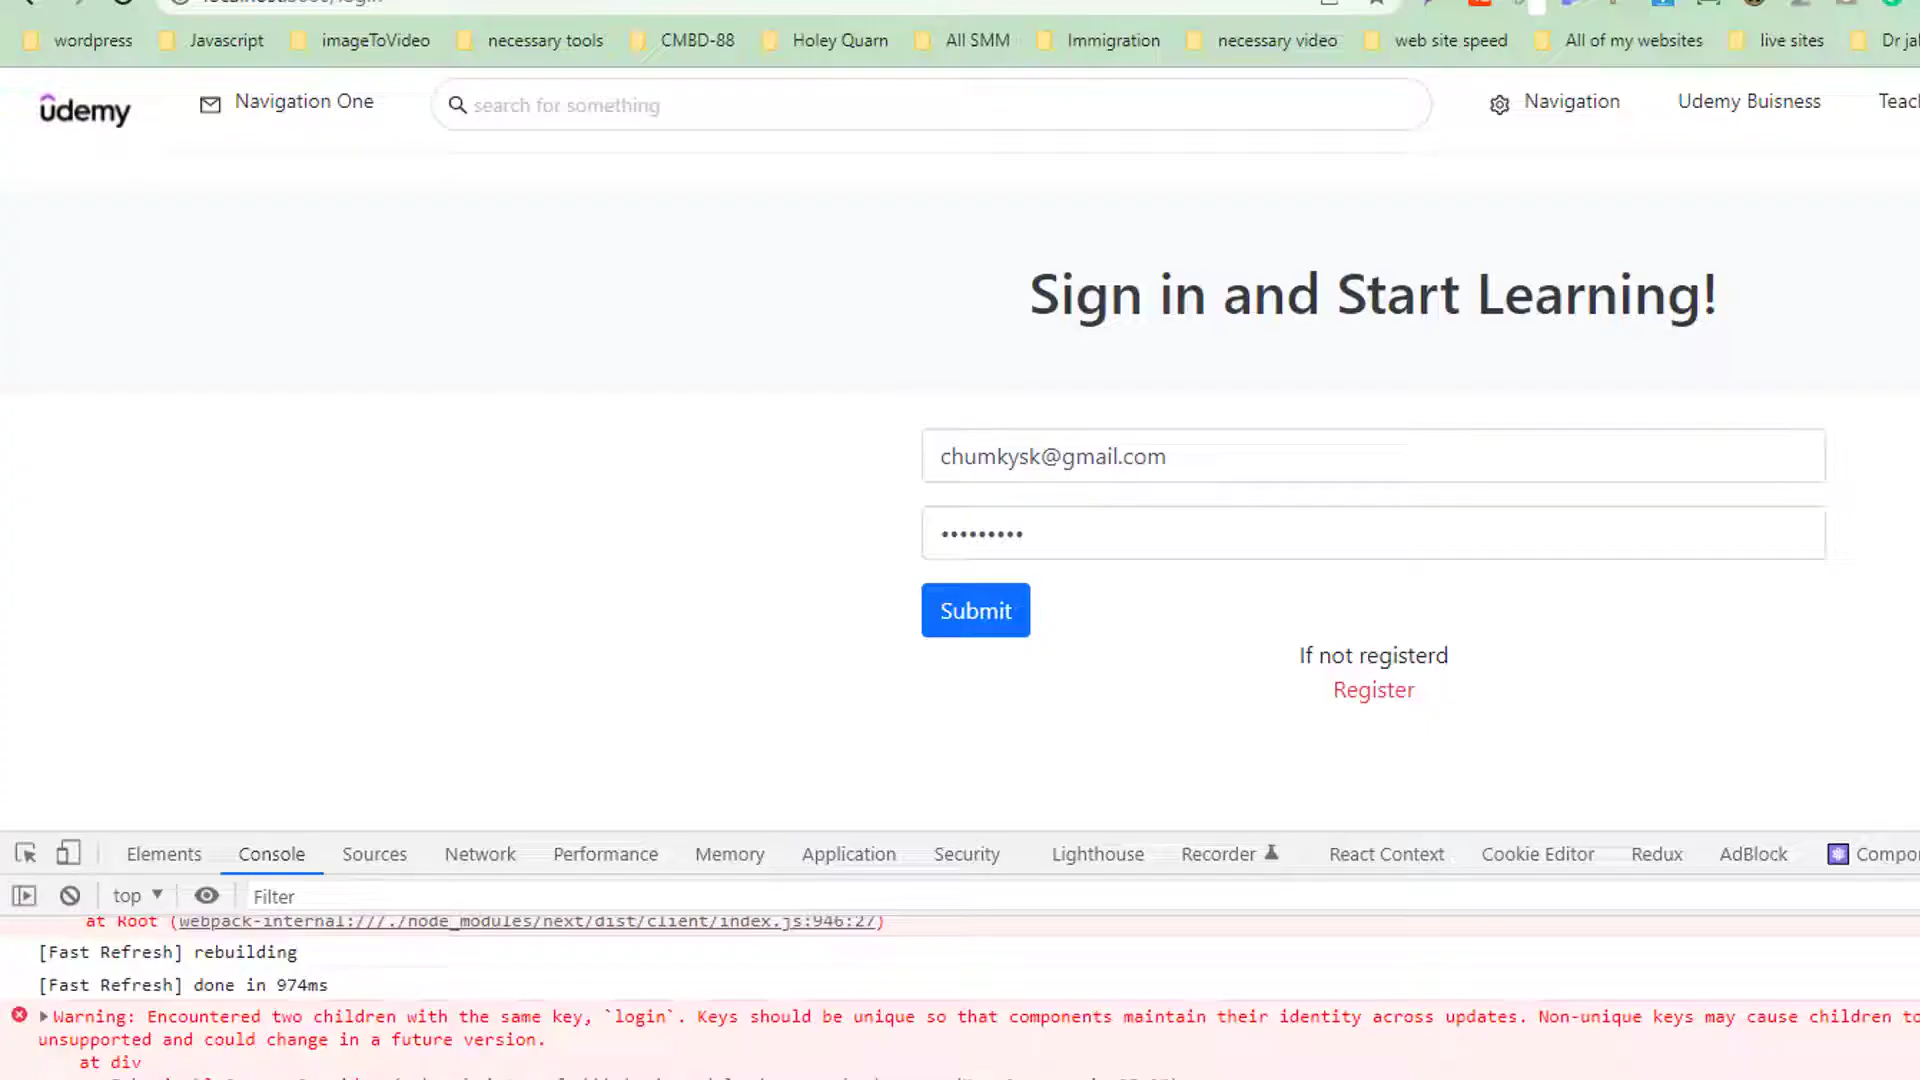 wordpress Javascript imageToVideo necessary tools CMBD-88 Holey Quarn All SMM Immigration necessary video web site speed All of my websites live sites Dr jal
ûdemy Navigation One search for something Navigation Udemy Buisness Teac
Sign in and Start Learning!
chumkysk@gmail.com
•••••••••
Submit
If not registerd
Register
Elements Console Sources Network Performance Memory Application Security Lighthouse Recorder React Context Cookie Editor Redux AdBlock Compo
top Filter
at Root (webpack-internal:///./node_modules/next/dist/client/index.js:946:27)
[Fast Refresh] rebuilding
[Fast Refresh] done in 974ms
Warning: Encountered two children with the same key, `login`. Keys should be unique so that components maintain their identity across updates. Non-unique keys may cause children to
unsupported and could change in a future version.
at div